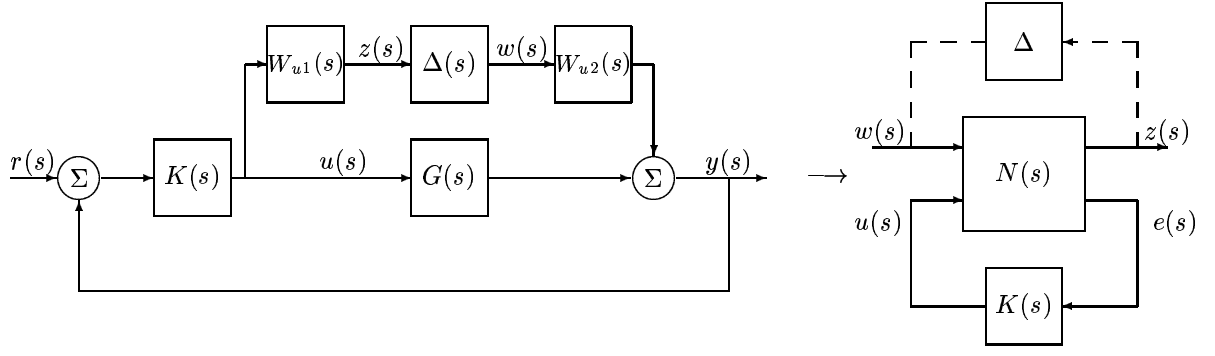 W_{u1}(s) z(s) Δ(s) w(s) W_{u2}(s)
r(s) Σ K(s) u(s) G(s) Σ y(s)
→
Δ
w(s) z(s)
N(s)
u(s) e(s)
K(s)